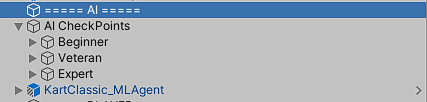 ===== AI =====
AI CheckPoints
Beginner
Veteran
Expert
KartClassic_MLAgent